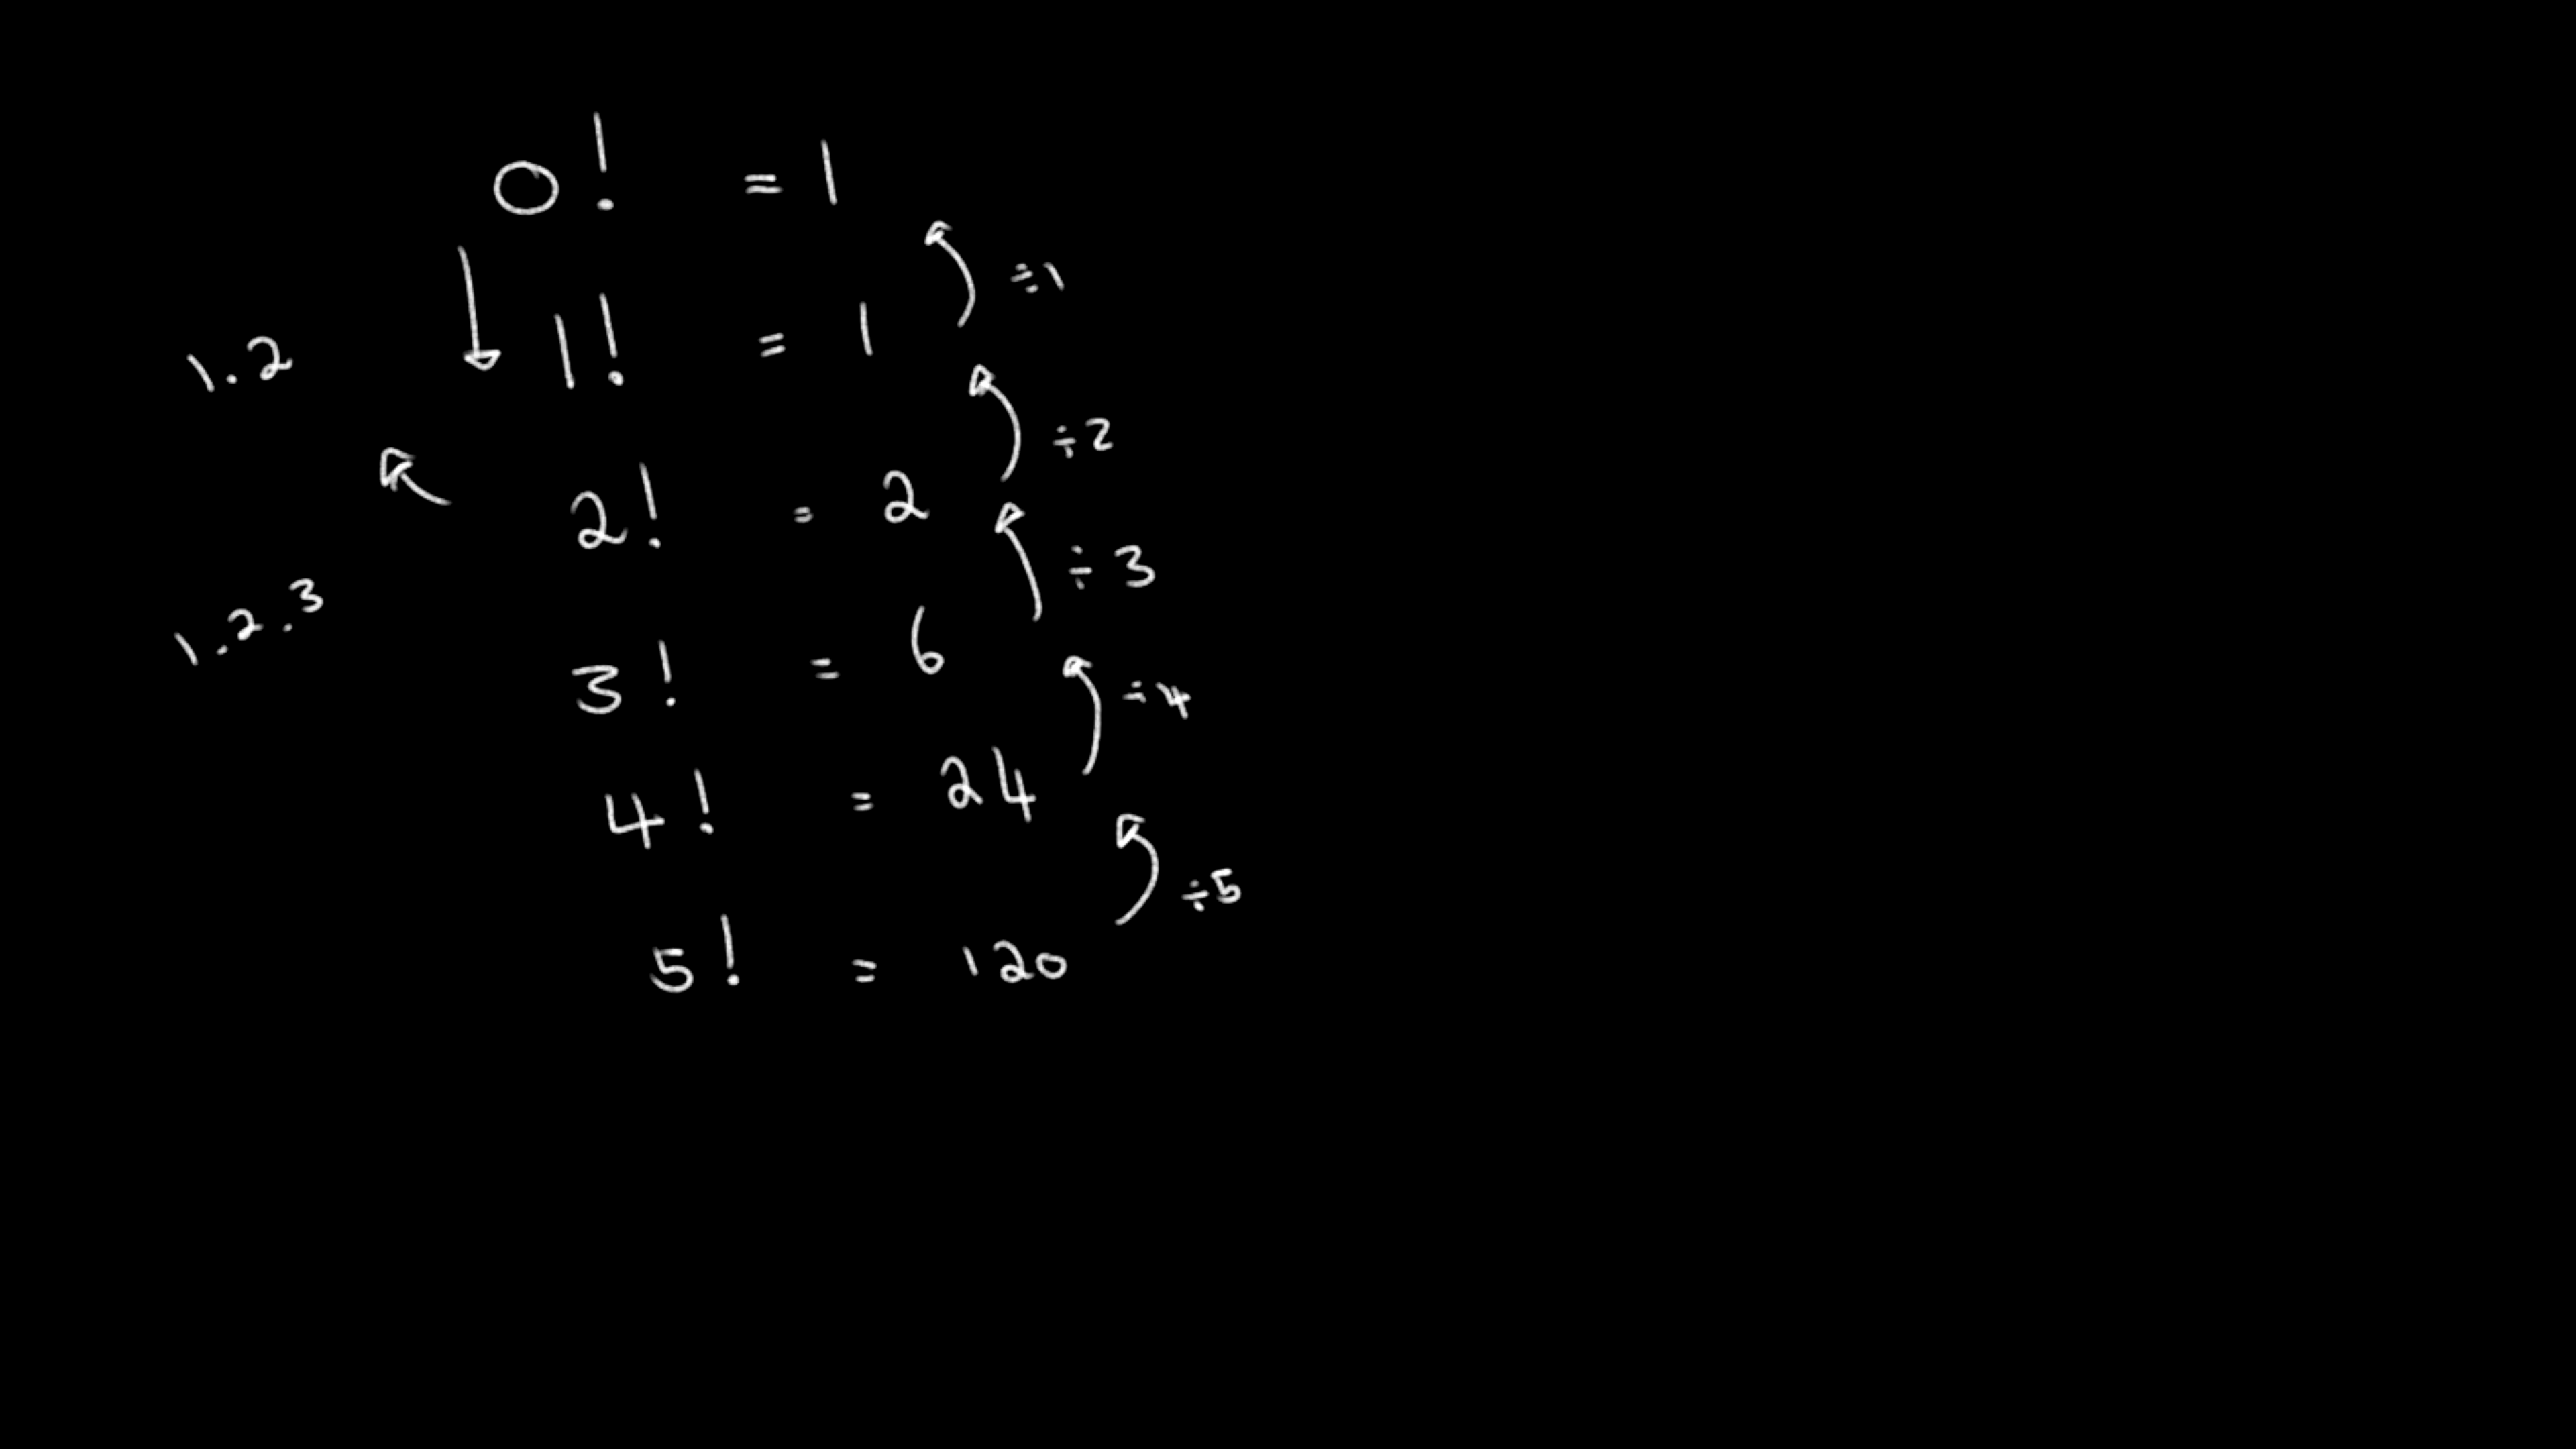 0! = 1
÷1
1.2
1! = 1
÷2
2! = 2
÷3
1.2.3
3! = 6
÷4
4! = 24
÷5
5! = 120